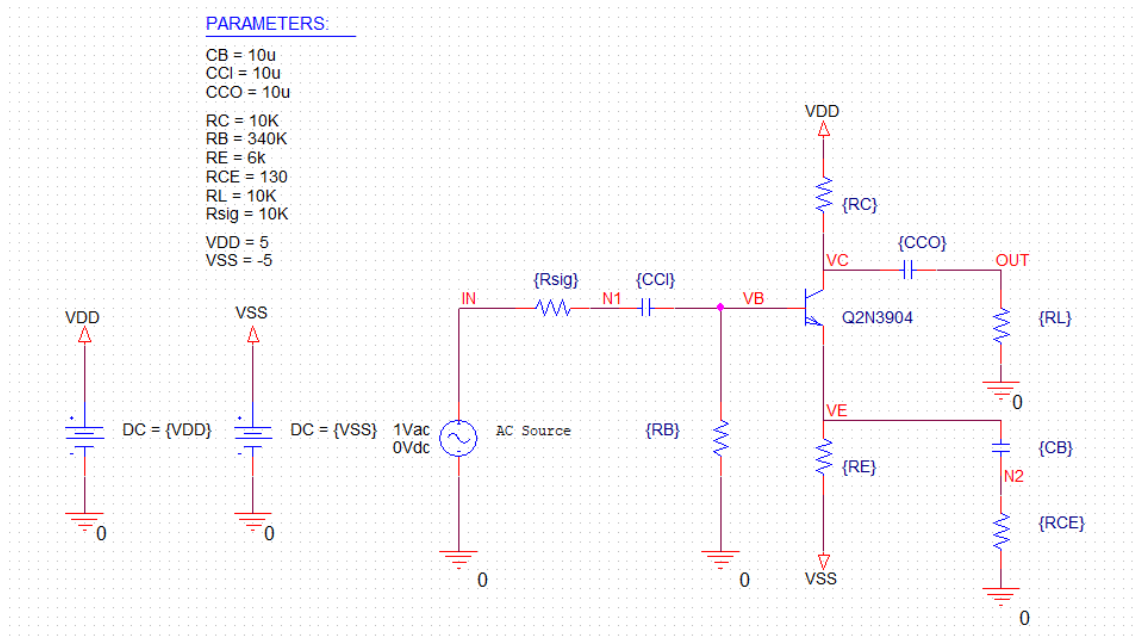 PARAMETERS:
CB = 10u
CCI = 10u
CCO = 10u
RC = 10K
RB = 340K
RE = 6k
RCE = 130
RL = 10K
Rsig = 10K
VDD = 5
VSS = -5
VDD
DC = {VDD}
0
VSS
DC = {VSS}
0
IN
1Vac
0Vdc
AC Source
0
{Rsig}
N1
{CCI}
VB
{RB}
0
VDD
{RC}
VC
{CCO}
OUT
Q2N3904
{RL}
0
VE
{RE}
VSS
{CB}
N2
{RCE}
0